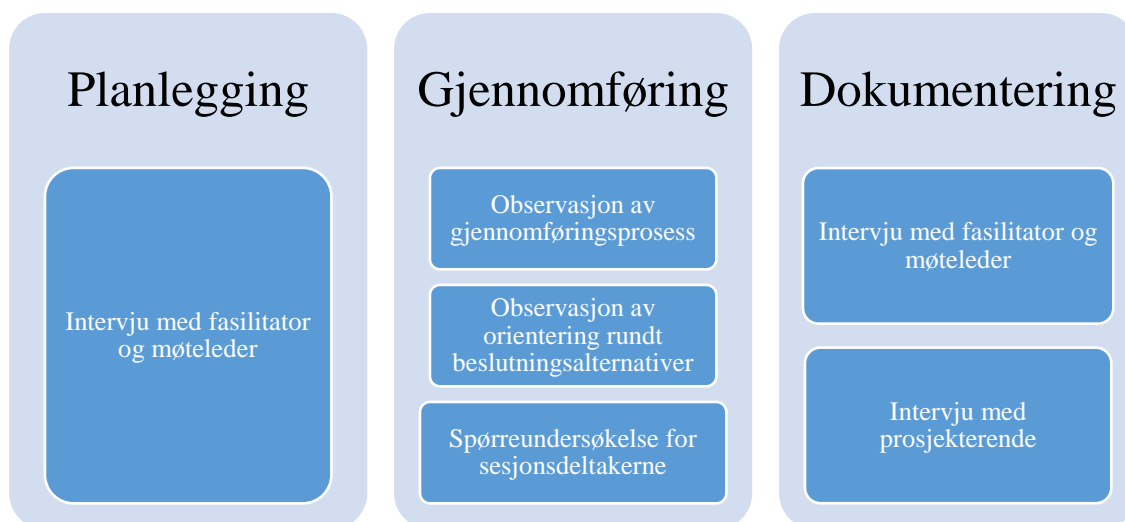 Planlegging
Intervju med fasilitator
og møteleder
Gjennomføring
Observasjon av
gjennomføringsprosess
Observasjon av
orientering rundt
beslutningsalternativer
Spørreundersøkelse for
sesjonsdeltakerne
Dokumentering
Intervju med fasilitator og
møteleder
Intervju med
prosjekterende